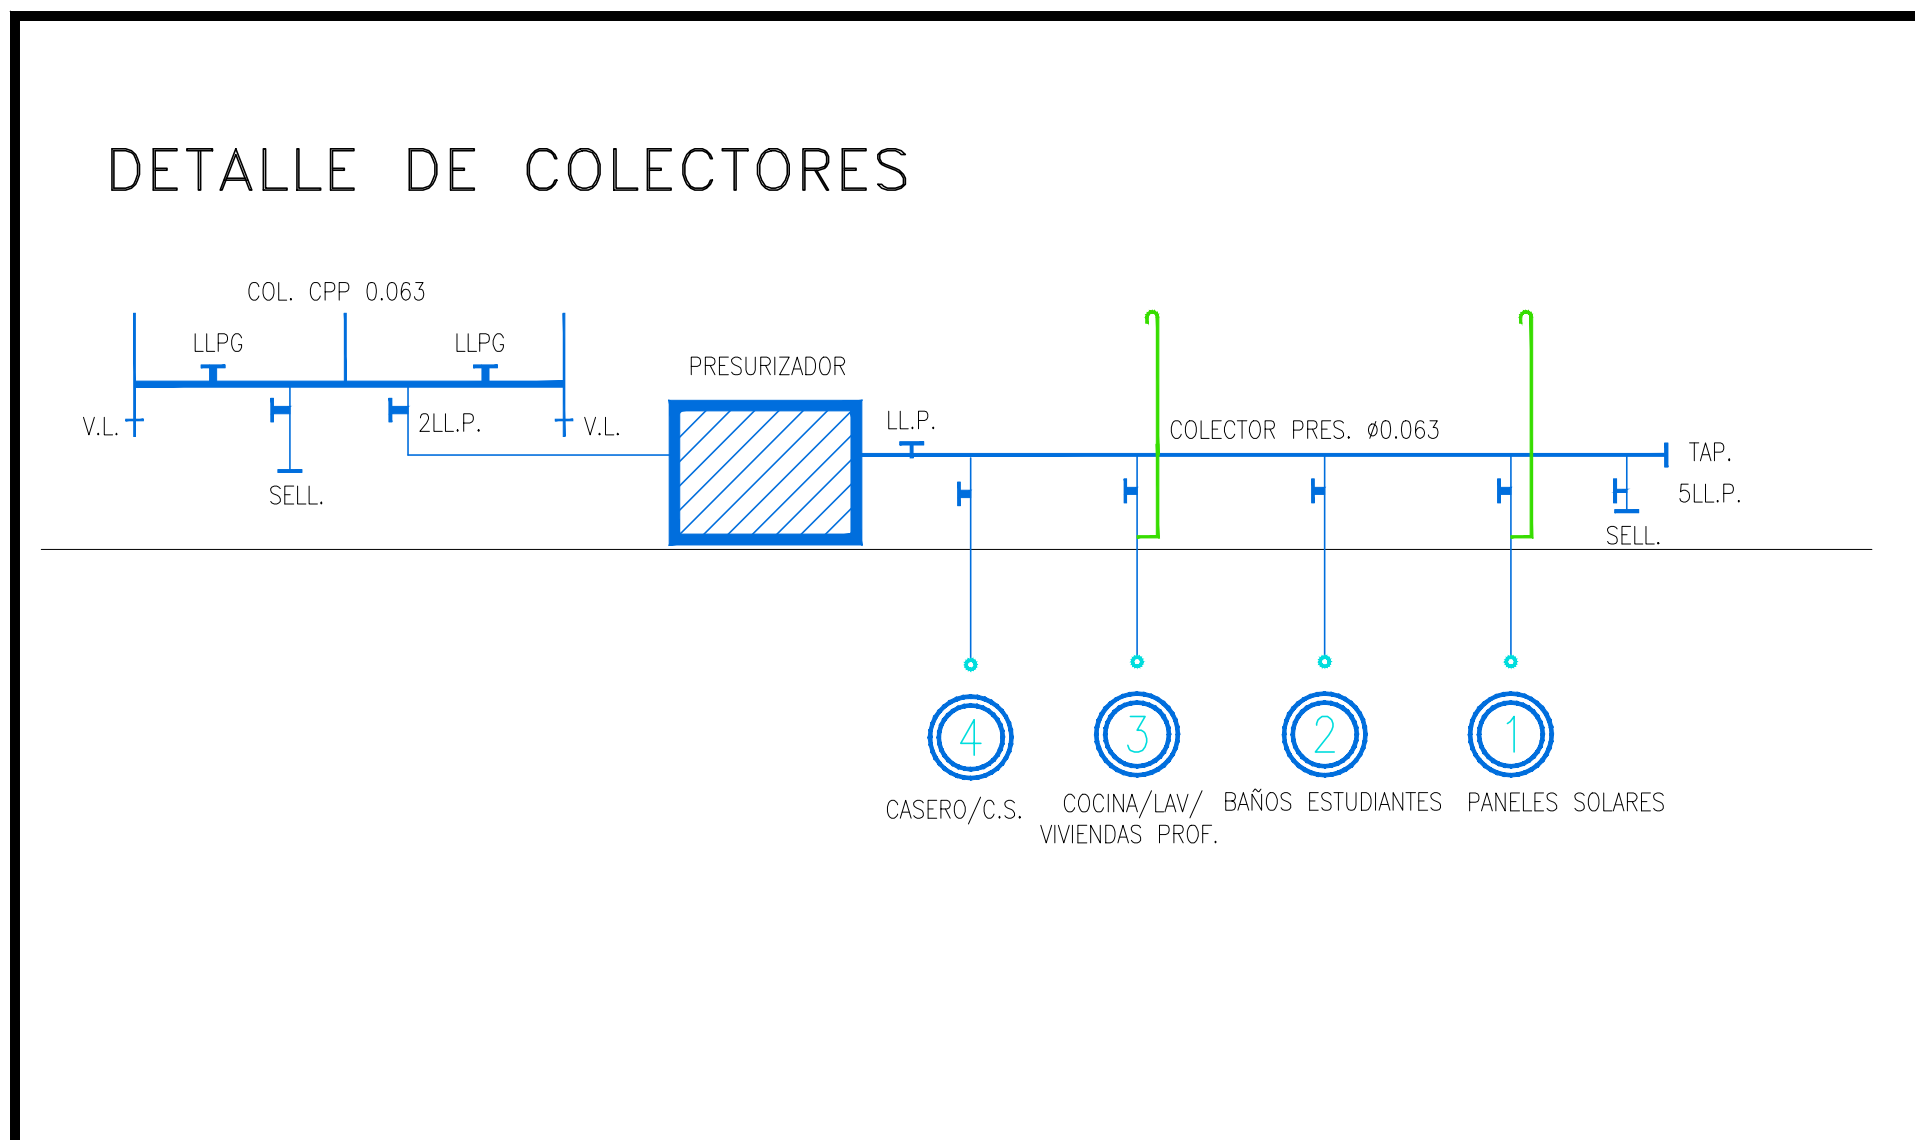 DETALLE DE COLECTORES
COL. CPP 0.063
LLPG
LLPG
PRESURIZADOR
V.L.
2LL.P.
V.L.
LL.P.
COLECTOR PRES. ø0.063
TAP.
SELL.
5LL.P.
SELL.
4
3
2
1
CASERO/C.S.
COCINA/LAV/
VIVIENDAS PROF.
BAÑOS ESTUDIANTES
PANELES SOLARES